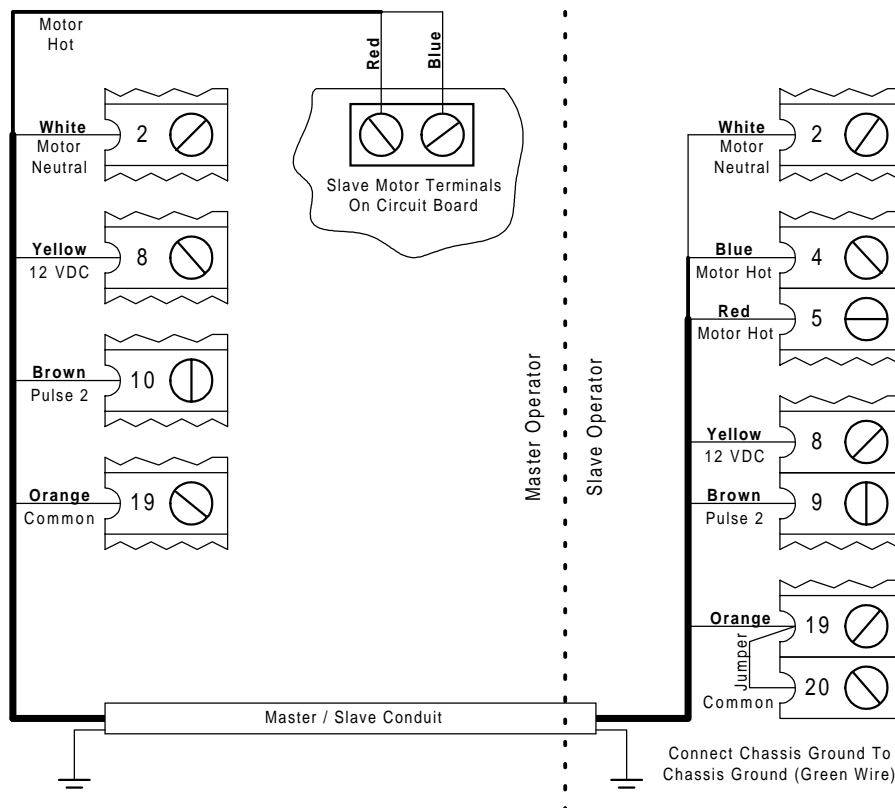 Motor
Hot
Red
Blue
White
Motor
Neutral
2
Slave Motor Terminals
On Circuit Board
Yellow
12 VDC
8
Brown
Pulse 2
10
Orange
Common
19
Master Operator
Slave Operator
White
Motor
Neutral
2
Blue
Motor Hot
4
Red
Motor Hot
5
Yellow
12 VDC
8
Brown
Pulse 2
9
Orange
19
Jumper
Common
20
Master / Slave Conduit
Connect Chassis Ground To
Chassis Ground (Green Wire)